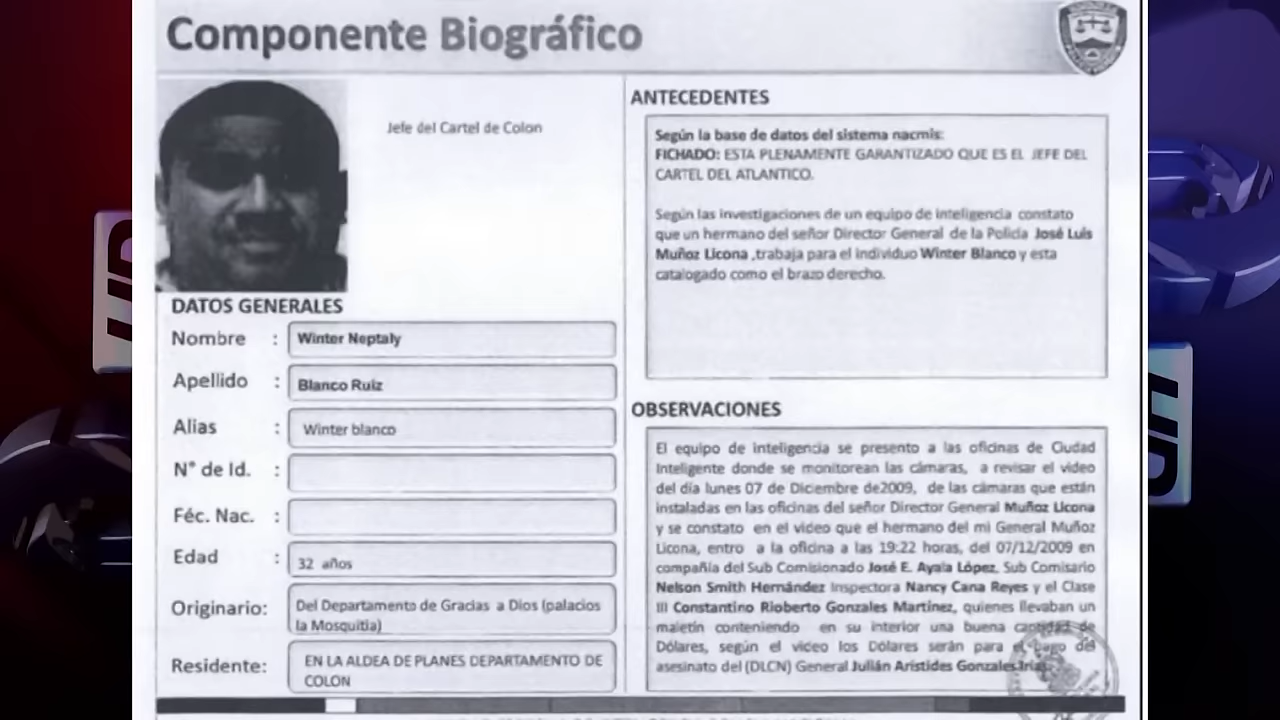 Componente Biográfico
Jefe del Cartel de Colon
DATOS GENERALES
Nombre : Winter Neptaly
Apellido : Blanco Ruiz
Alias : Winter blanco
N° de Id. :
Féc. Nac. :
Edad : 32 años
Originario: Del Departamento de Gracias a Dios (palacios
la Mosquitia)
Residente: EN LA ALDEA DE PLANES DEPARTAMENTO DE
COLON
ANTECEDENTES
Según la base de datos del sistema nacmis:
FICHADO: ESTA PLENAMENTE GARANTIZADO QUE ES EL JEFE DEL
CARTEL DEL ATLANTICO.
Según las investigaciones de un equipo de inteligencia constato
que un hermano del señor Director General de la Policía José Luis
Muñoz Licona ,trabaja para el individuo Winter Blanco y esta
catalogado como el brazo derecho.
OBSERVACIONES
El equipo de inteligencia se presento a las oficinas de Ciudad
Inteligente donde se monitorean las cámaras, a revisar el video
del día lunes 07 de Diciembre de2009, de las cámaras que están
instaladas en las oficinas del señor Director General Muñoz Licona
y se constato en el video que el hermano del mi General Muñoz
Licona, entro a la oficina a las 19:22 horas, del 07/12/2009 en
compañía del Sub Comisionado José E. Ayala López, Sub Comisario
Nelson Smith Hernández Inspectora Nancy Cana Reyes y el Clase
III Constantino Rioberto Gonzales Martinez, quienes llevaban un
maletín conteniendo en su interior una buena cantidad de
Dólares, según el video los Dólares serán para el pago del
asesinato del (DLCN) General Julián Arístides Gonzales Irias.